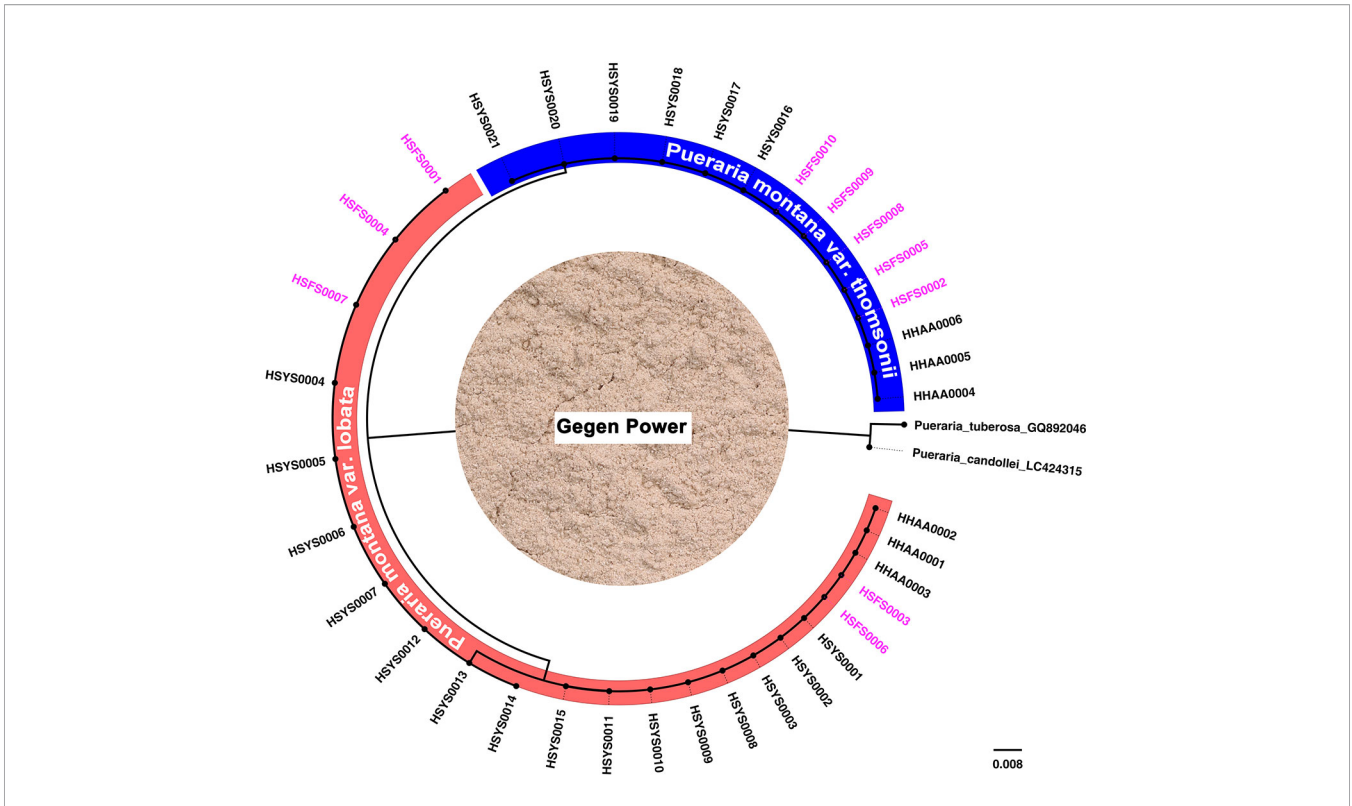 HSFS0007
HSFS0004
HSFS0001
HSYS0021
HSYS0020
HSYS0019
HSYS0018
HSYS0017
HSYS0016
HSFS0010
HSFS0009
HSFS0008
HSFS0005
HSFS0002
HHAA0006
HHAA0005
HHAA0004
Pueraria montana var. thomsonii
Pueraria_tuberosa_GQ892046
Pueraria_candollei_LC424315
HHAA0002
HHAA0001
HHAA0003
HSFS0003
HSFS0006
HSYS0001
HSYS0002
HSYS0003
HSYS0008
HSYS0009
HSYS0010
HSYS0011
HSYS0015
HSYS0014
HSYS0013
HSYS0012
HSYS0007
HSYS0006
HSYS0005
HSYS0004
Pueraria montana var. lobata
Gegen Power
0.008